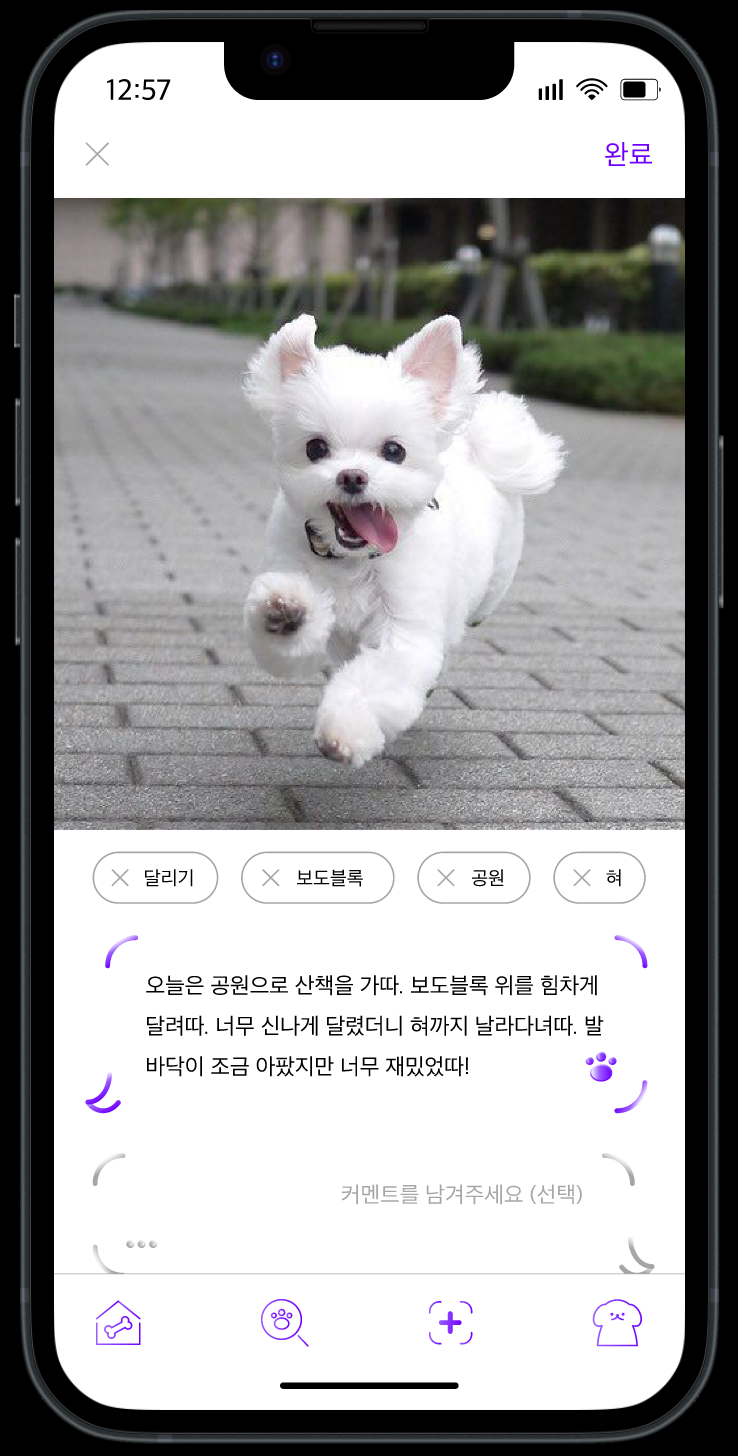 12:57
완료
달리기
보도블록
공원
혀
오늘은 공원으로 산책을 가따. 보도블록 위를 힘차게
달려따. 너무 신나게 달렸더니 혀까지 날라다녀따. 발
바닥이 조금 아팠지만 너무 재밌었따!
커멘트를 남겨주세요 (선택)